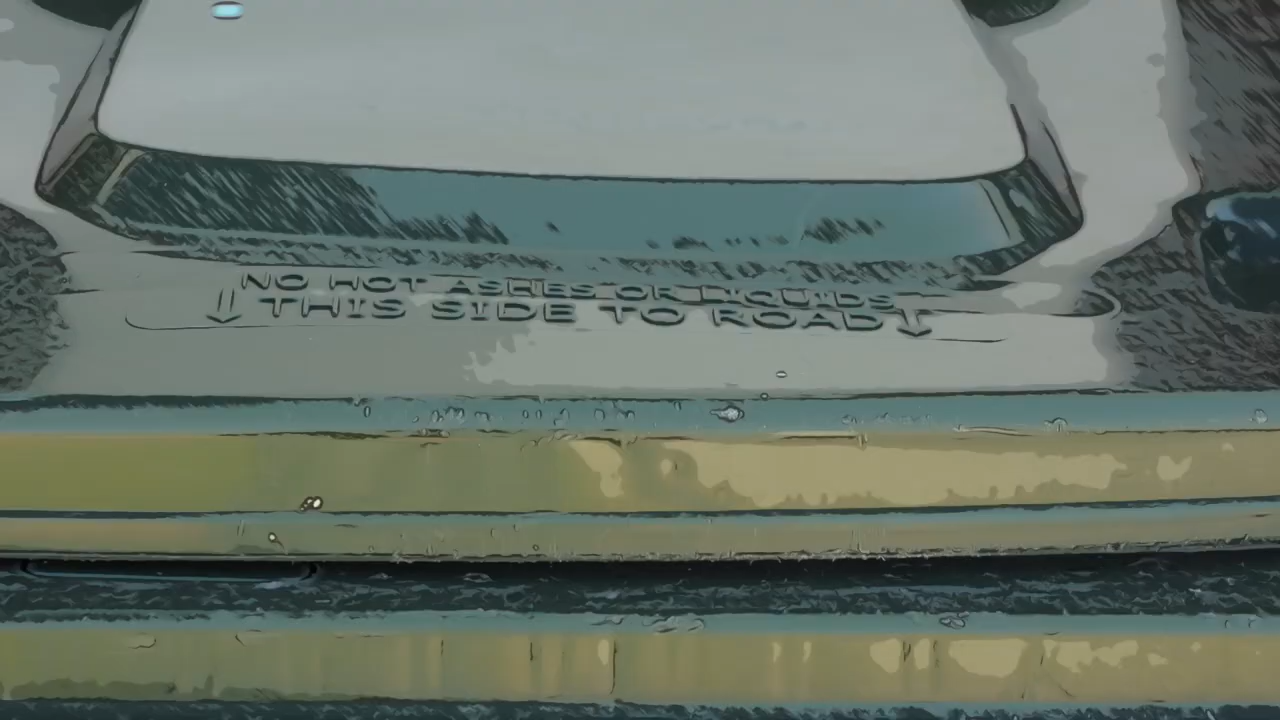 NO HOT ASHES OR LIQUIDS
↓ THIS SIDE TO ROAD ↓